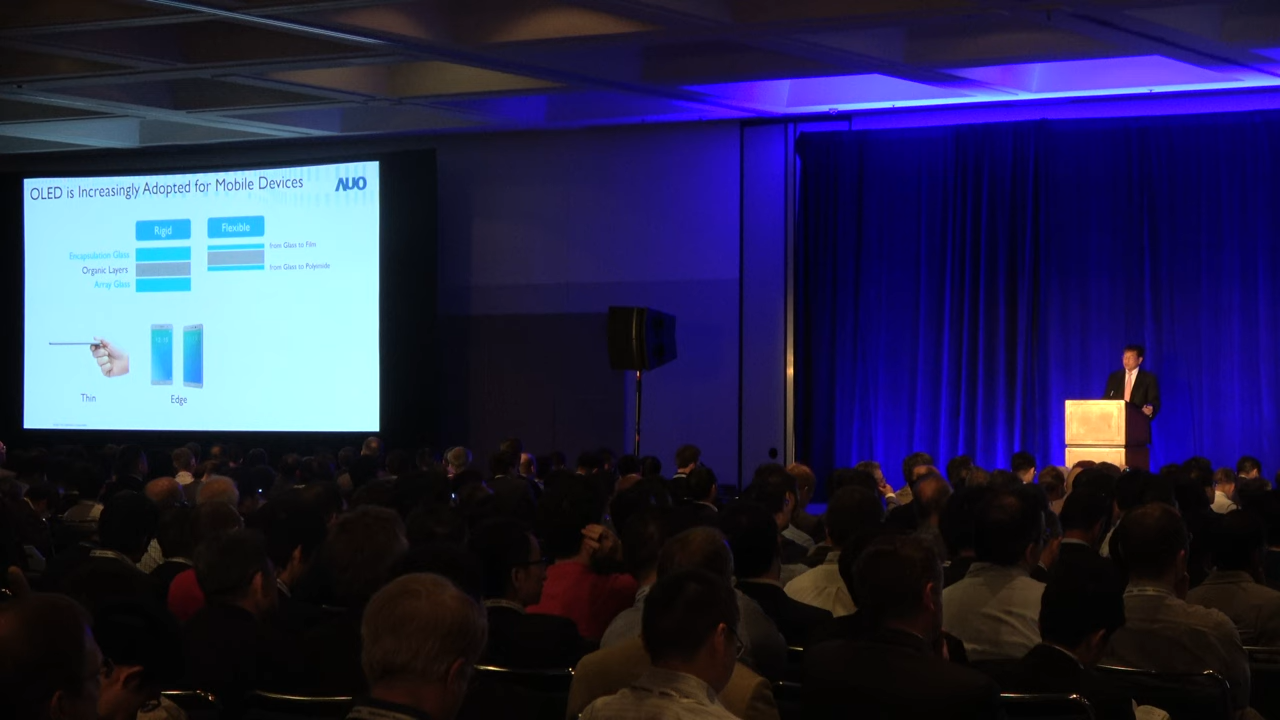 OLED is Increasingly Adopted for Mobile Devices
AUO
Rigid
Flexible
Encapsulation Glass
Organic Layers
Array Glass
from Glass to Film
from Glass to Polyimide
Thin
Edge